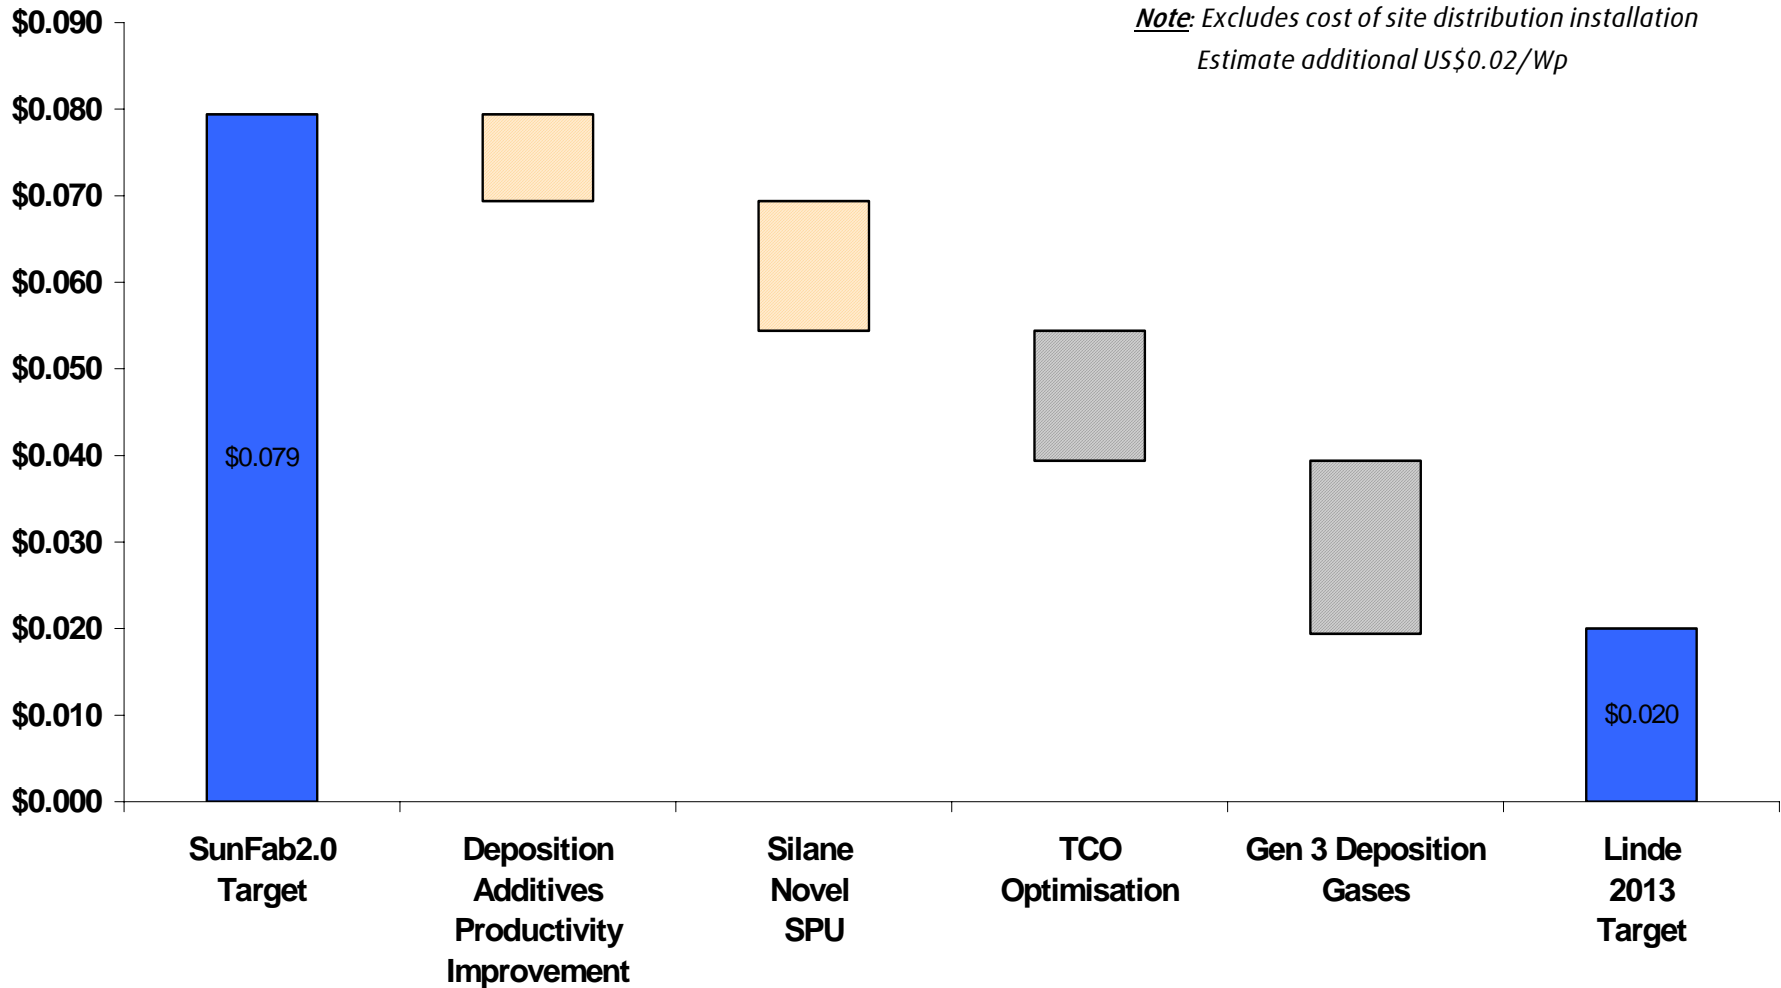 Note: Excludes cost of site distribution installation
Estimate additional US$0.02/Wp
$0.090
$0.080
$0.070
$0.060
$0.050
$0.040
$0.030
$0.020
$0.010
$0.000
$0.079
$0.020
SunFab2.0
Target
Deposition
Additives
Productivity
Improvement
Silane
Novel
SPU
TCO
Optimisation
Gen 3 Deposition
Gases
Linde
2013
Target